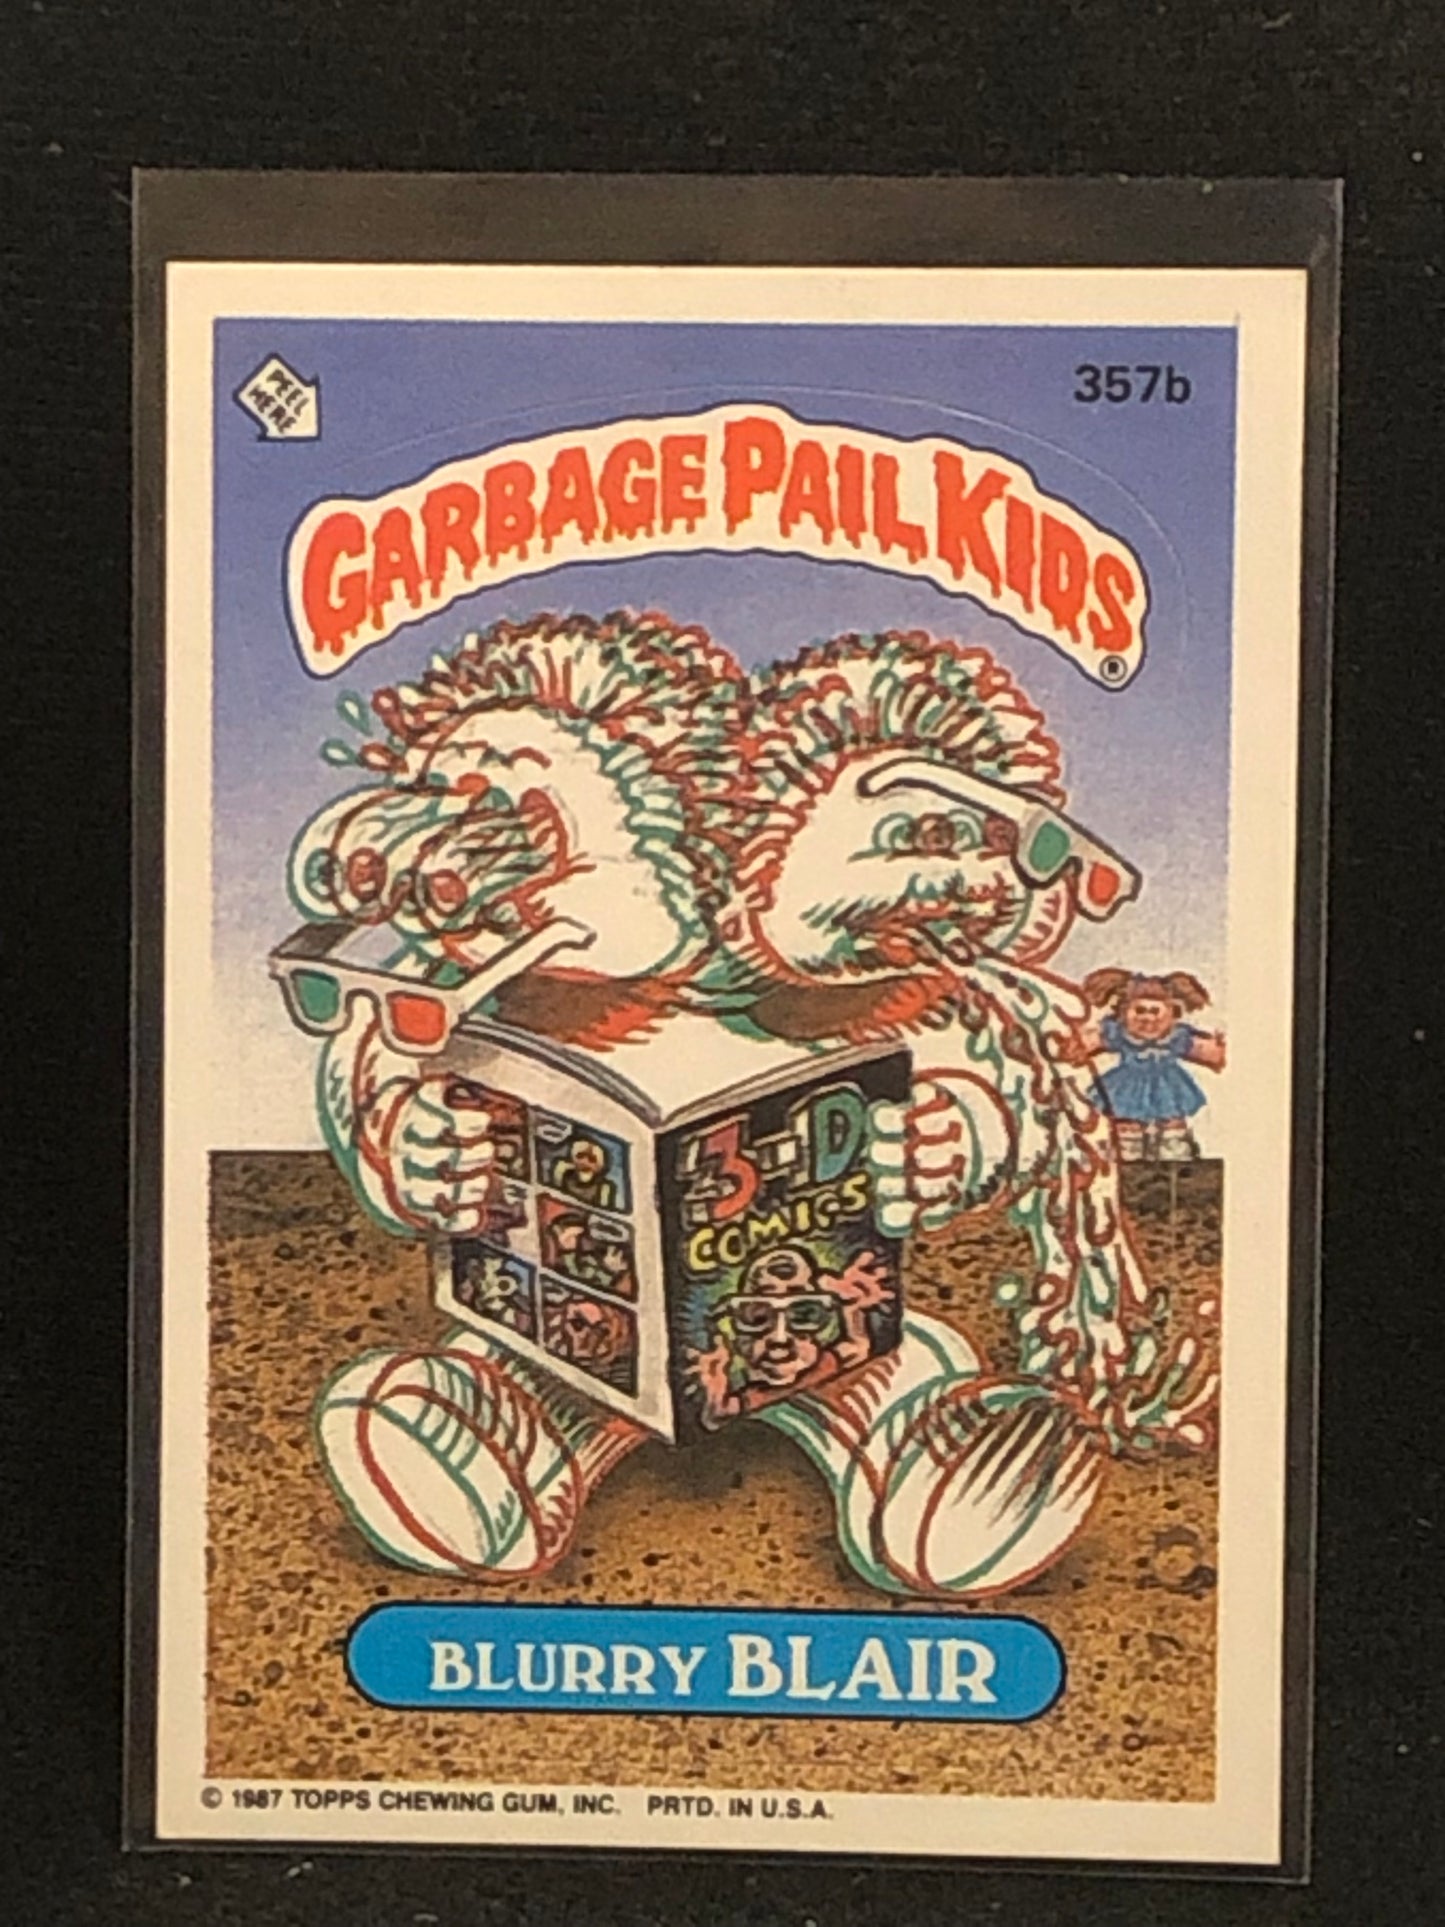 PEEL
HERE
357b
GARBAGE PAIL KIDS
®
3-D
COMICS
BLURRY BLAIR
© 1987 TOPPS CHEWING GUM, INC. PRTD. IN U.S.A.